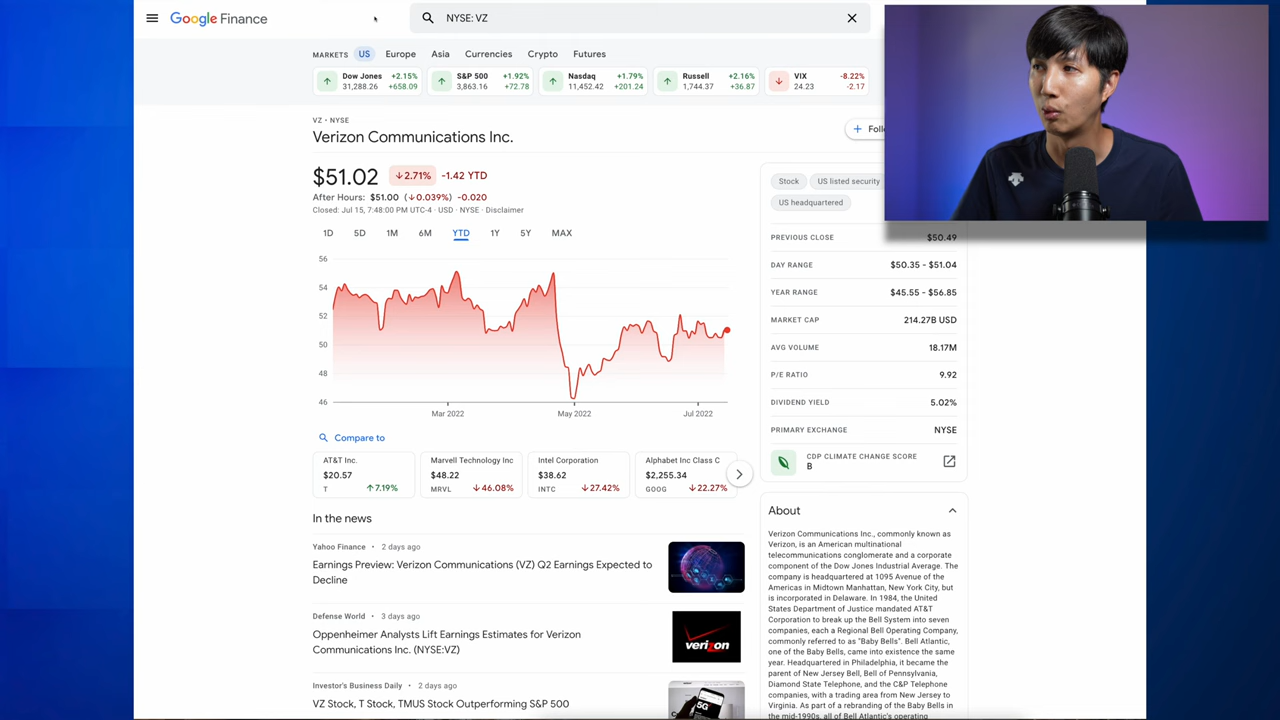 Google Finance
NYSE: VZ
MARKETS
US
Europe
Asia
Currencies
Crypto
Futures
Dow Jones +2.15%
31,288.26 +658.09
S&P 500 +1.92%
3,863.16 +72.78
Nasdaq +1.79%
11,452.42 +201.24
Russell +2.16%
1,744.37 +36.87
VIX -8.22%
24.23 -2.17
VZ • NYSE
Verizon Communications Inc.
$51.02 ↓2.71% -1.42 YTD
After Hours: $51.00 (↓0.039%) -0.020
Closed: Jul 15, 7:48:00 PM UTC-4 · USD · NYSE · Disclaimer
1D 5D 1M 6M YTD 1Y 5Y MAX
56
54
52
50
48
46
Mar 2022 May 2022 Jul 2022
Compare to
AT&T Inc.
$20.57
T ↑7.19%
Marvell Technology Inc
$48.22
MRVL ↓46.08%
Intel Corporation
$38.62
INTC ↓27.42%
Alphabet Inc Class C
$2,255.34
GOOG ↓22.27%
In the news
Yahoo Finance • 2 days ago
Earnings Preview: Verizon Communications (VZ) Q2 Earnings Expected to
Decline
Defense World • 3 days ago
Oppenheimer Analysts Lift Earnings Estimates for Verizon
Communications Inc. (NYSE:VZ)
verizon
Investor's Business Daily • 2 days ago
VZ Stock, T Stock, TMUS Stock Outperforming S&P 500
5G
+ Foll
Stock
US listed security
US headquartered
PREVIOUS CLOSE $50.49
DAY RANGE $50.35 - $51.04
YEAR RANGE $45.55 - $56.85
MARKET CAP 214.27B USD
AVG VOLUME 18.17M
P/E RATIO 9.92
DIVIDEND YIELD 5.02%
PRIMARY EXCHANGE NYSE
CDP CLIMATE CHANGE SCORE
B
About
Verizon Communications Inc., commonly known as
Verizon, is an American multinational
telecommunications conglomerate and a corporate
component of the Dow Jones Industrial Average. The
company is headquartered at 1095 Avenue of the
Americas in Midtown Manhattan, New York City, but
is incorporated in Delaware. In 1984, the United
States Department of Justice mandated AT&T
Corporation to break up the Bell System into seven
companies, each a Regional Bell Operating Company,
commonly referred to as "Baby Bells". Bell Atlantic,
one of the Baby Bells, came into existence the same
year. Headquartered in Philadelphia, it became the
parent of New Jersey Bell, Bell of Pennsylvania,
Diamond State Telephone, and the C&P Telephone
companies, with a trading area from New Jersey to
Virginia. As part of a rebranding of the Baby Bells in
the mid-1990s, all of Bell Atlantic's operating